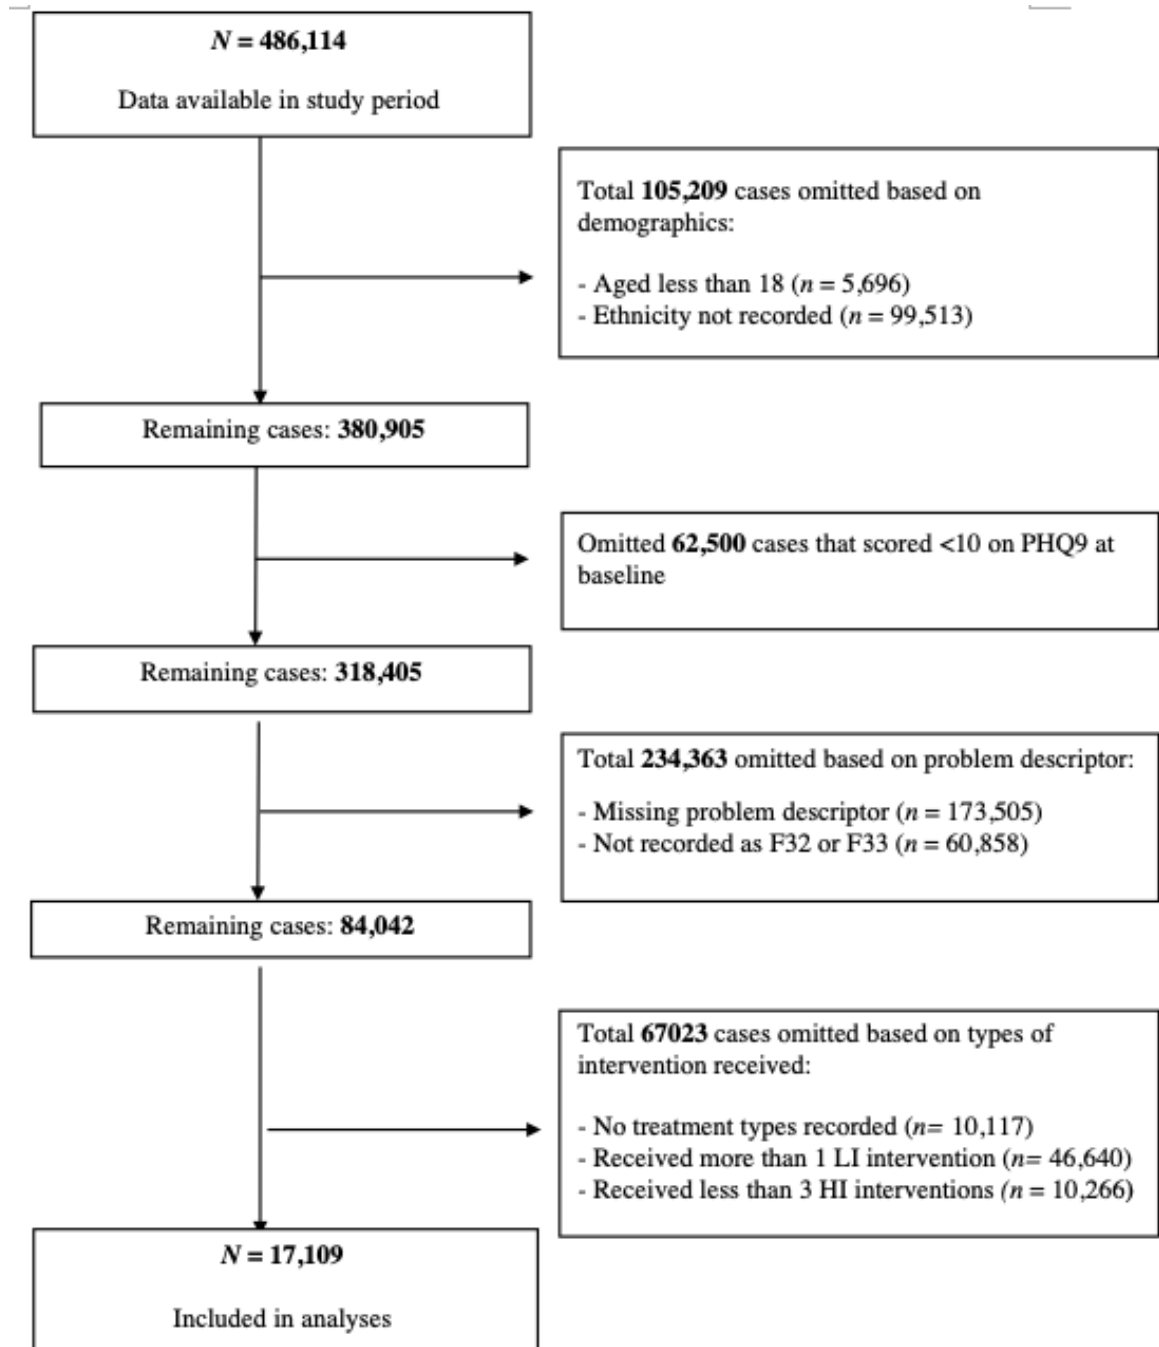 N = 486,114
Data available in study period
Total 105,209 cases omitted based on
demographics:
- Aged less than 18 (n = 5,696)
- Ethnicity not recorded (n = 99,513)
Remaining cases: 380,905
Omitted 62,500 cases that scored <10 on PHQ9 at
baseline
Remaining cases: 318,405
Total 234,363 omitted based on problem descriptor:
- Missing problem descriptor (n = 173,505)
- Not recorded as F32 or F33 (n = 60,858)
Remaining cases: 84,042
Total 67023 cases omitted based on types of
intervention received:
- No treatment types recorded (n= 10,117)
- Received more than 1 LI intervention (n= 46,640)
- Received less than 3 HI interventions (n = 10,266)
N = 17,109
Included in analyses